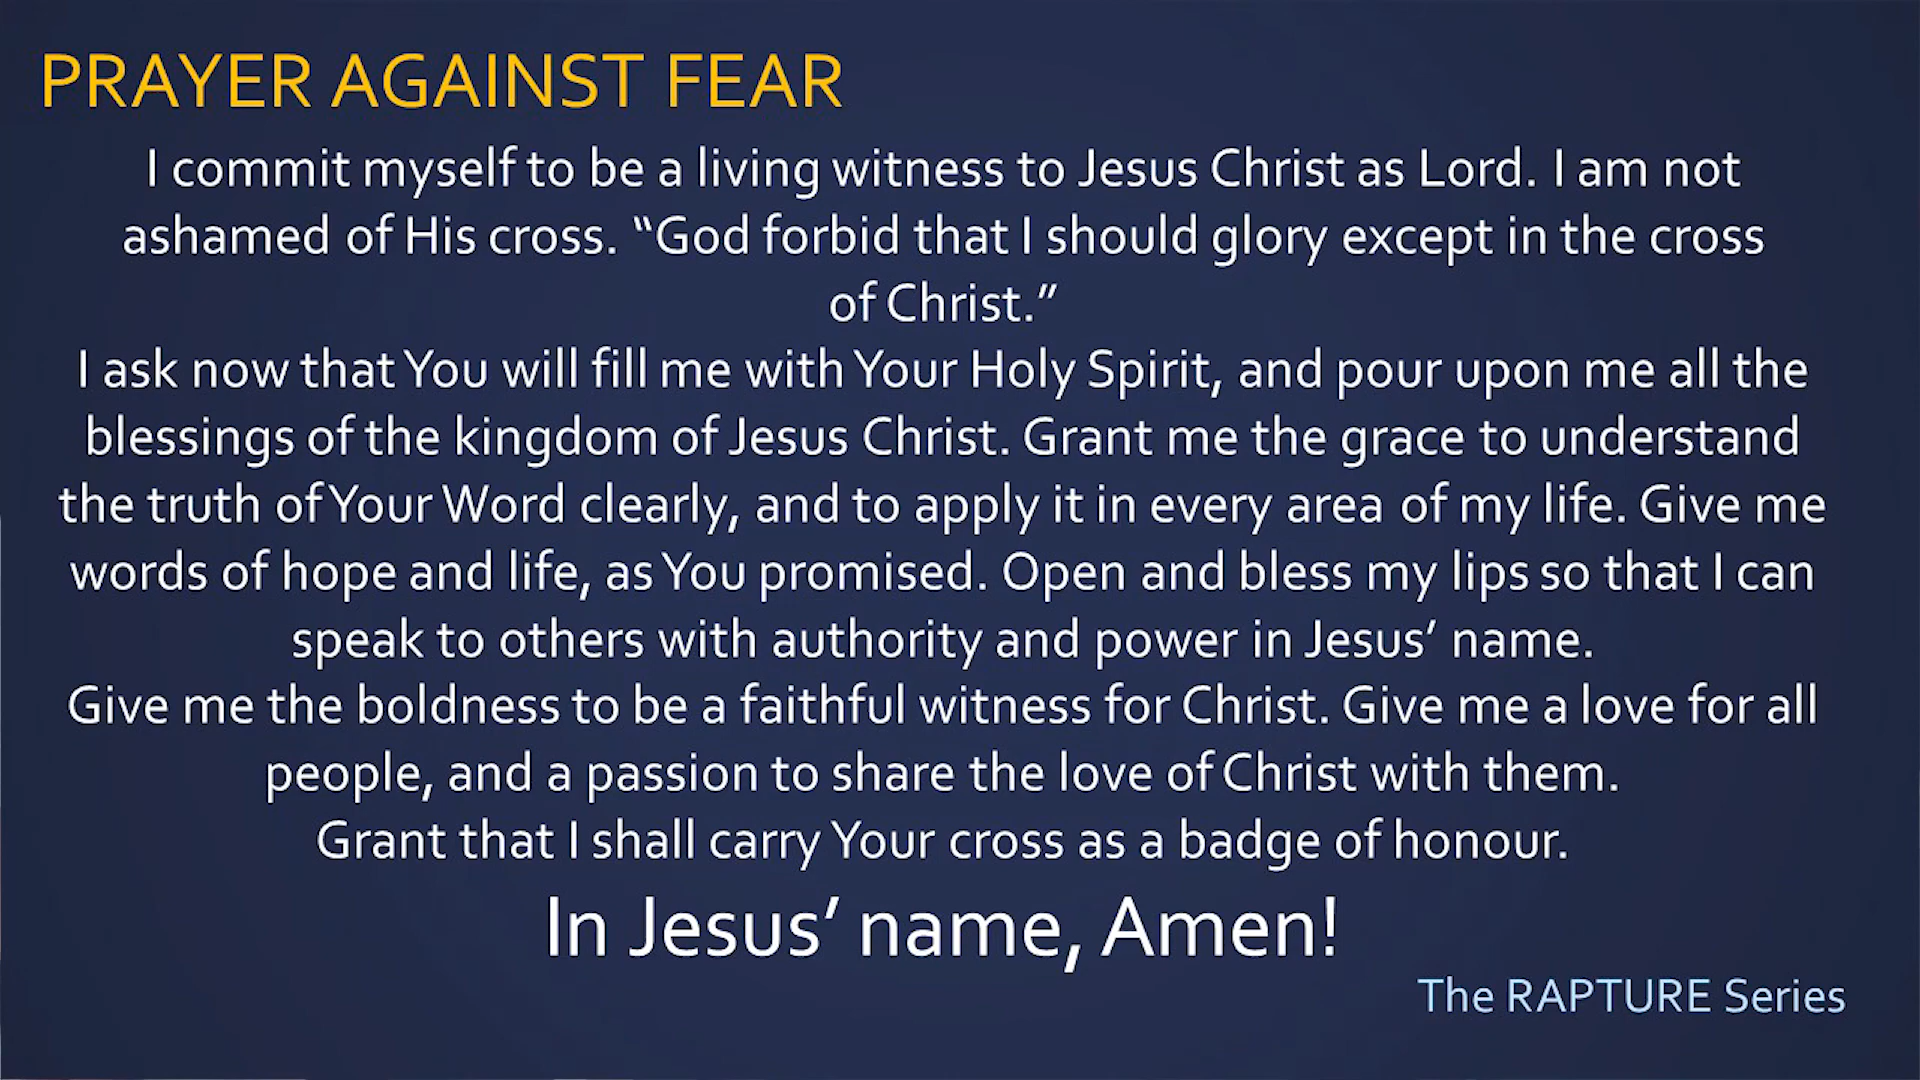 PRAYER AGAINST FEAR
I commit myself to be a living witness to Jesus Christ as Lord. I am not
ashamed of His cross. “God forbid that I should glory except in the cross
of Christ.”
I ask now that You will fill me with Your Holy Spirit, and pour upon me all the
blessings of the kingdom of Jesus Christ. Grant me the grace to understand
the truth of Your Word clearly, and to apply it in every area of my life. Give me
words of hope and life, as You promised. Open and bless my lips so that I can
speak to others with authority and power in Jesus’ name.
Give me the boldness to be a faithful witness for Christ. Give me a love for all
people, and a passion to share the love of Christ with them.
Grant that I shall carry Your cross as a badge of honour.
In Jesus’ name, Amen!
The RAPTURE Series